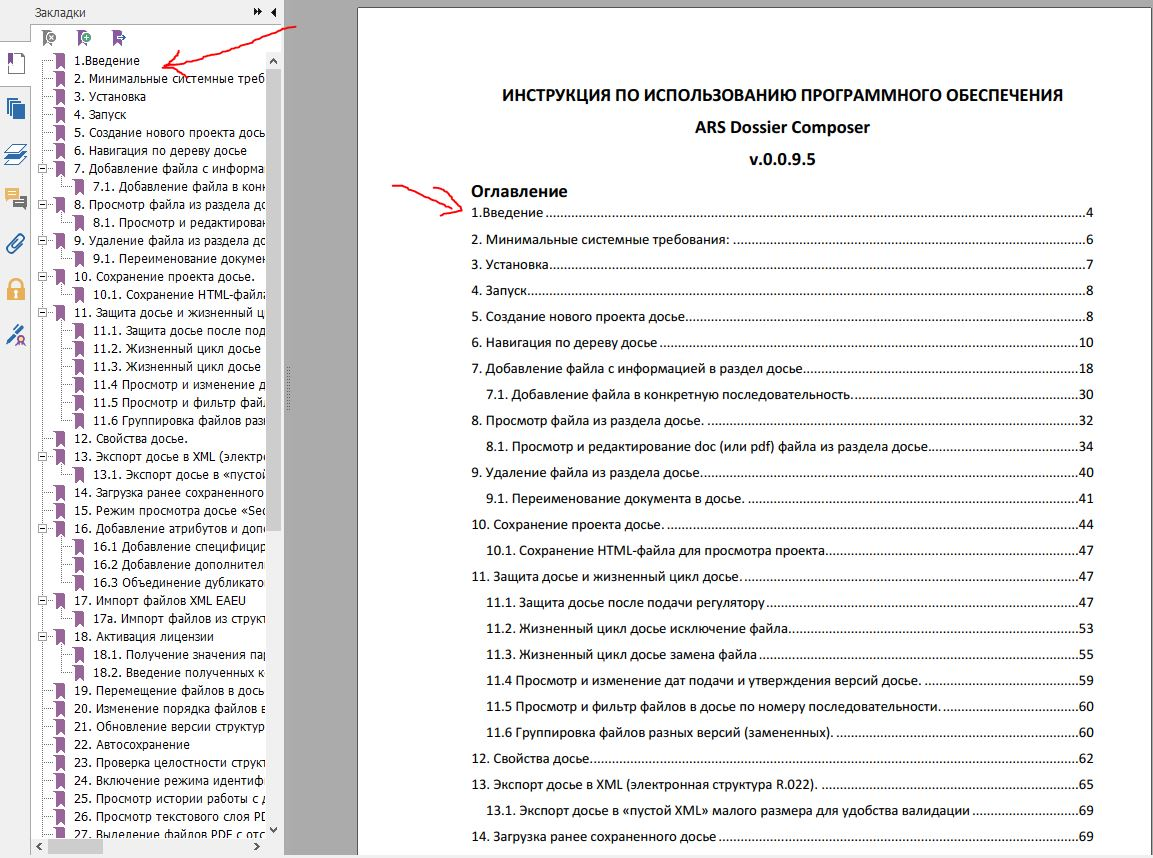 Закладки
1.Введение
2. Минимальные системные треб
3. Установка
4. Запуск
5. Создание нового проекта дось
6. Навигация по дереву досье
7. Добавление файла с информа
7.1. Добавление файла в конк
8. Просмотр файла из раздела до
8.1. Просмотр и редактирован
9. Удаление файла из раздела до
9.1. Переименование докумен
10. Сохранение проекта досье.
10.1. Сохранение HTML-файла
11. Защита досье и жизненный ц
11.1. Защита досье после под
11.2. Жизненный цикл досье
11.3. Жизненный цикл досье
11.4 Просмотр и изменение д
11.5 Просмотр и фильтр файл
11.6 Группировка файлов раз
12. Свойства досье.
13. Экспорт досье в XML (электро
13.1. Экспорт досье в «пустой
14. Загрузка ранее сохраненного
15. Режим просмотра досье «Sec
16. Добавление атрибутов и допо
16.1 Добавление специфицир
16.2 Добавление дополнител
16.3 Объединение дубликато
17. Импорт файлов XML EAEU
17а. Импорт файлов из структ
18. Активация лицензии
18.1. Получение значения пар
18.2. Введение полученных к
19. Перемещение файлов в дось
20. Изменение порядка файлов в
21. Обновление версии структур
22. Автосохранение
23. Проверка целостности структ
24. Включение режима идентифи
25. Просмотр истории работы с д
26. Просмотр текстового слоя PD
27. Выделение файлов PDF с отс
ИНСТРУКЦИЯ ПО ИСПОЛЬЗОВАНИЮ ПРОГРАММНОГО ОБЕСПЕЧЕНИЯ
ARS Dossier Composer
v.0.0.9.5
Оглавление
1.Введение 4
2. Минимальные системные требования: 6
3. Установка 7
4. Запуск 8
5. Создание нового проекта досье 8
6. Навигация по дереву досье 10
7. Добавление файла с информацией в раздел досье 18
7.1. Добавление файла в конкретную последовательность. 30
8. Просмотр файла из раздела досье. 32
8.1. Просмотр и редактирование doc (или pdf) файла из раздела досье 34
9. Удаление файла из раздела досье 40
9.1. Переименование документа в досье. 41
10. Сохранение проекта досье. 44
10.1. Сохранение HTML-файла для просмотра проекта 47
11. Защита досье и жизненный цикл досье. 47
11.1. Защита досье после подачи регулятору 47
11.2. Жизненный цикл досье исключение файла 53
11.3. Жизненный цикл досье замена файла 55
11.4 Просмотр и изменение дат подачи и утверждения версий досье. 59
11.5 Просмотр и фильтр файлов в досье по номеру последовательности. 60
11.6 Группировка файлов разных версий (замененных). 60
12. Свойства досье 62
13. Экспорт досье в XML (электронная структура R.022). 65
13.1. Экспорт досье в «пустой XML» малого размера для удобства валидации 69
14. Загрузка ранее сохраненного досье 69